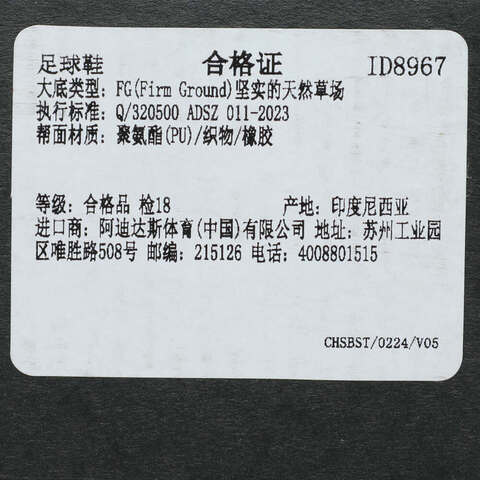 足球鞋 合格证 ID8967
大底类型: FG(Firm Ground)坚实的天然草场
执行标准: Q/320500 ADSZ 011-2023
帮面材质: 聚氨酯(PU)/织物/橡胶
等级: 合格品 检18 产地: 印度尼西亚
进口商: 阿迪达斯体育(中国)有限公司 地址: 苏州工业园
区唯胜路508号 邮编: 215126 电话: 4008801515
CHSBST/0224/V05